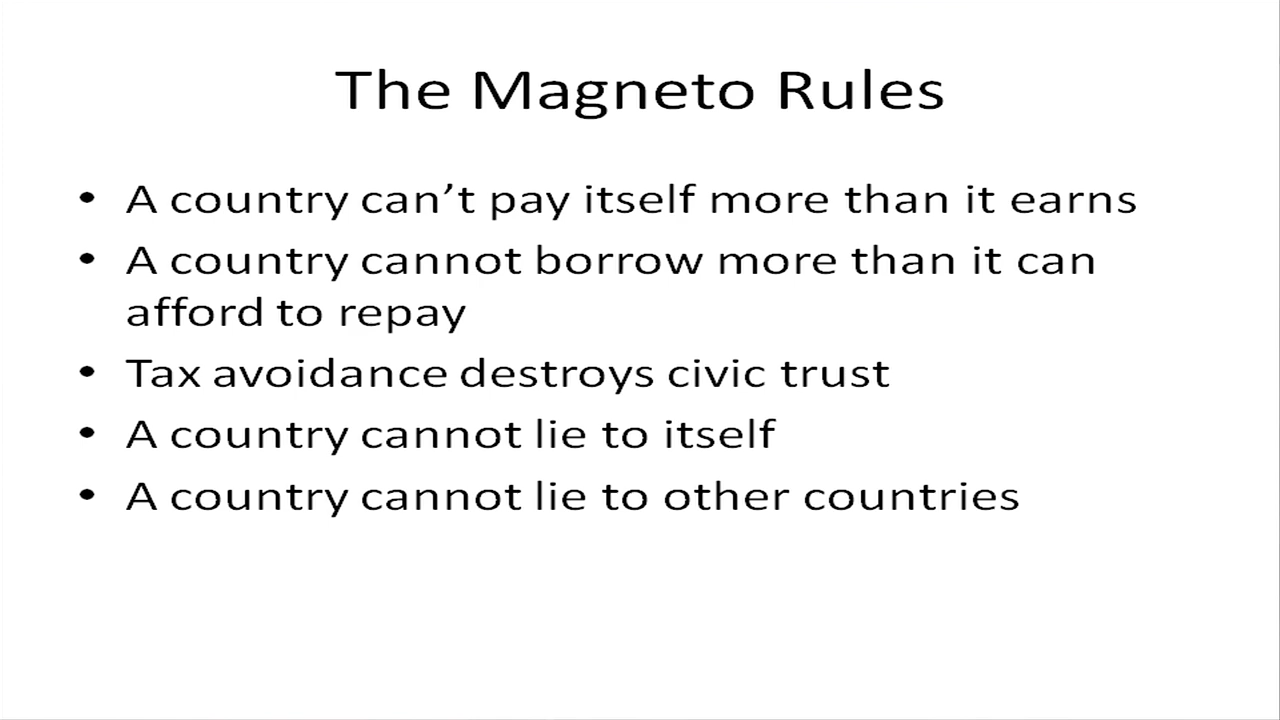 The Magneto Rules
• A country can’t pay itself more than it earns
• A country cannot borrow more than it can
afford to repay
• Tax avoidance destroys civic trust
• A country cannot lie to itself
• A country cannot lie to other countries